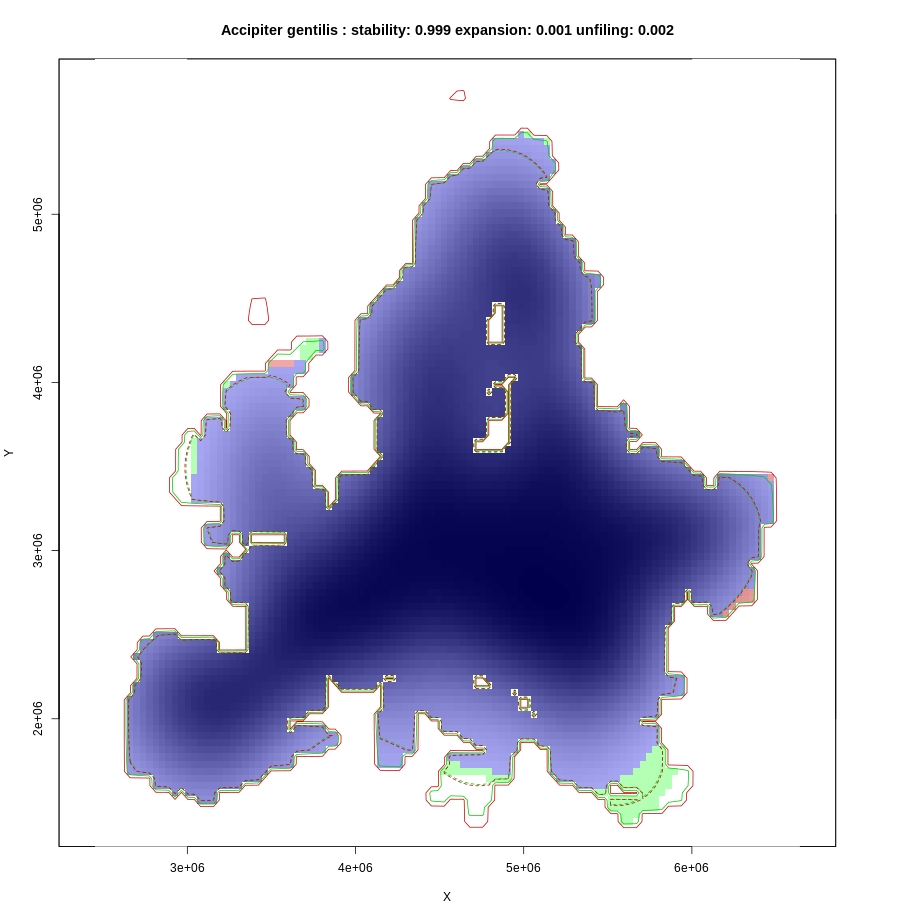 Accipiter gentilis : stability: 0.999 expansion: 0.001 unfiling: 0.002
5e+06
4e+06
Y
3e+06
2e+06
3e+06 4e+06 5e+06 6e+06
X